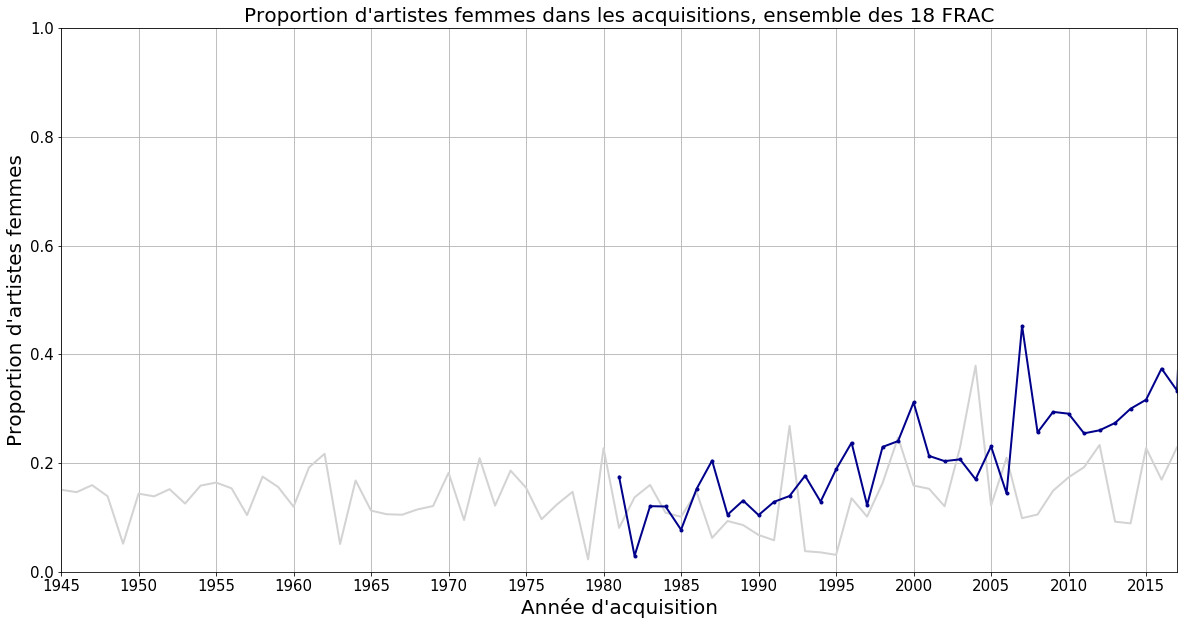 Proportion d'artistes femmes dans les acquisitions, ensemble des 18 FRAC
1.0
0.8
0.6
0.4
0.2
0.0
Proportion d'artistes femmes
1945 1950 1955 1960 1965 1970 1975 1980 1985 1990 1995 2000 2005 2010 2015
Année d'acquisition